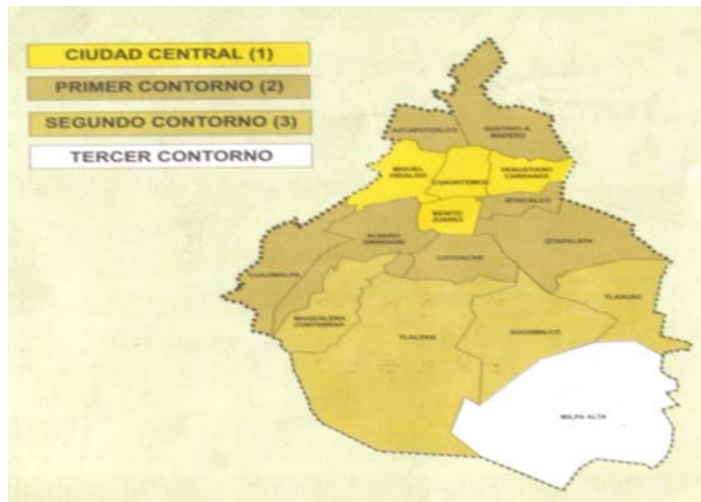 CIUDAD CENTRAL (1)
PRIMER CONTORNO (2)
SEGUNDO CONTORNO (3)
TERCER CONTORNO
AZCAPOTZALCO
GUSTAVO A.
MADERO
MIGUEL
HIDALGO
CUAUHTEMOC
VENUSTIANO
CARRANZA
IZTACALCO
BENITO
JUAREZ
ALVARO
OBREGON
COYOACAN
IZTAPALAPA
CUAJIMALPA
MAGDALENA
CONTRERAS
TLALPAN
XOCHIMILCO
TLAHUAC
MILPA ALTA